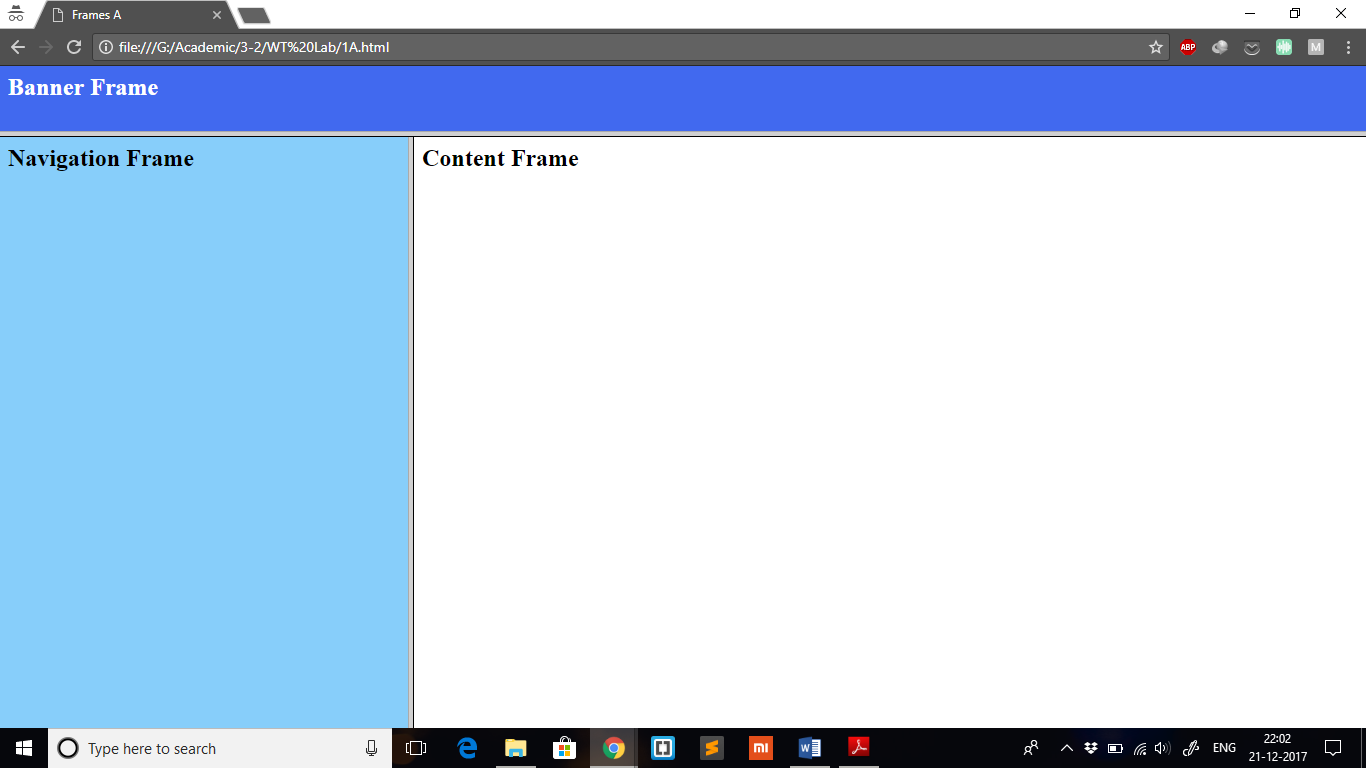 Frames A
file:///G:/Academic/3-2/WT%20Lab/1A.html
ABP
M
Banner Frame
Navigation Frame
Content Frame
Type here to search
mi
W
ENG
22:02
21-12-2017